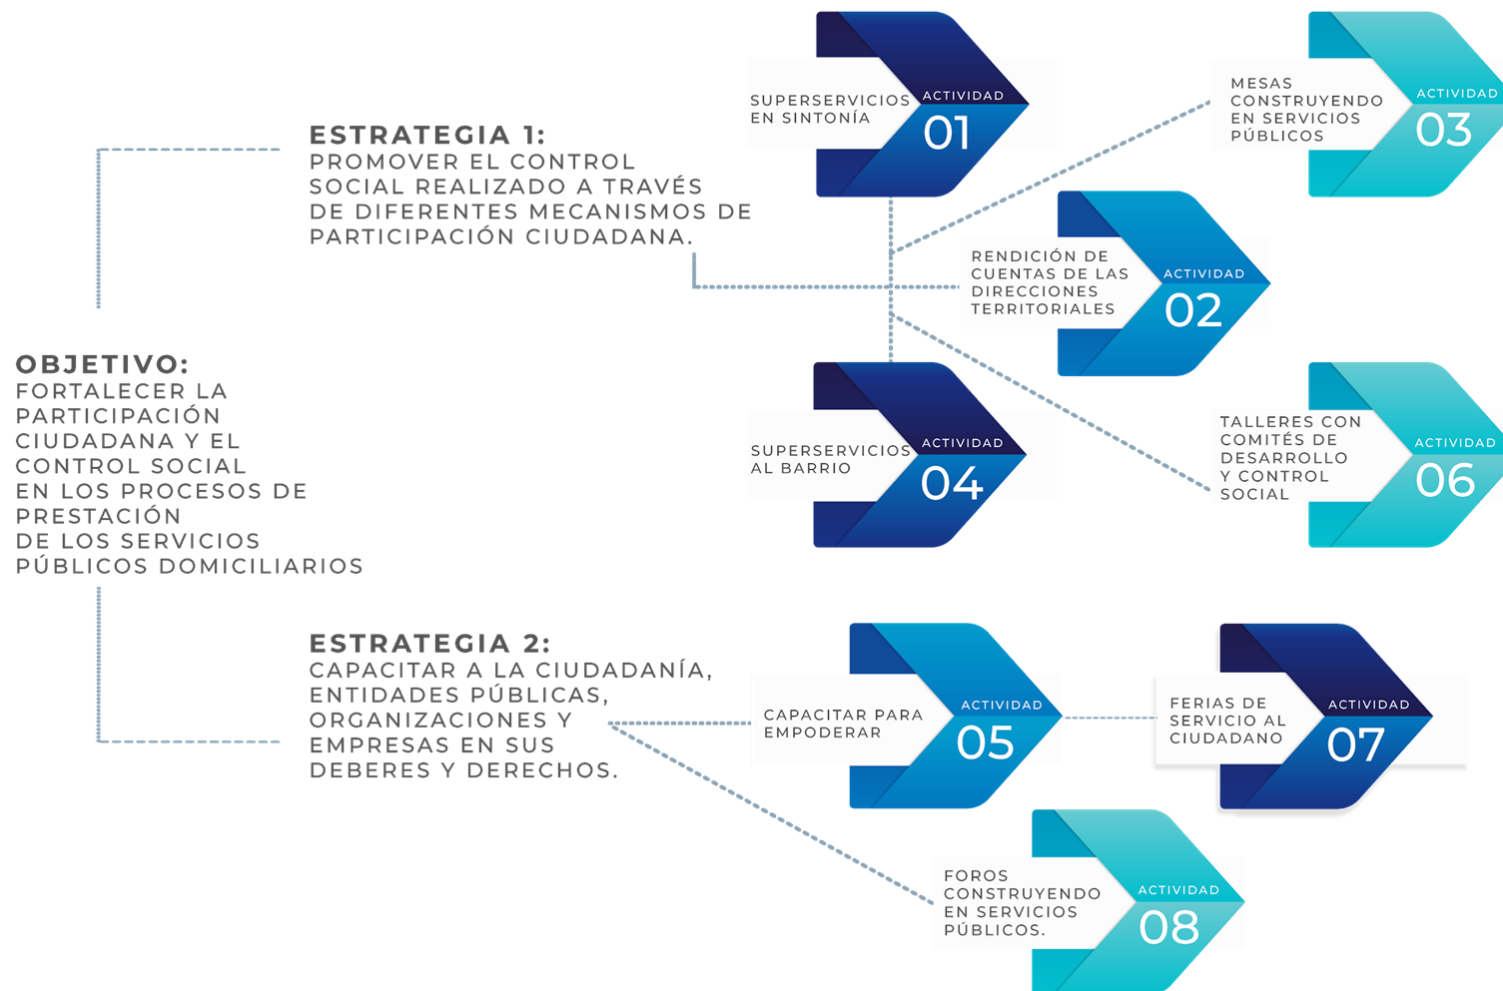 OBJETIVO:
FORTALECER LA
PARTICIPACIÓN
CIUDADANA Y EL
CONTROL SOCIAL
EN LOS PROCESOS DE
PRESTACIÓN
DE LOS SERVICIOS
PÚBLICOS DOMICILIARIOS
ESTRATEGIA 1:
PROMOVER EL CONTROL
SOCIAL REALIZADO A TRAVÉS
DE DIFERENTES MECANISMOS DE
PARTICIPACIÓN CIUDADANA.
SUPERSERVICIOS
EN SINTONÍA
ACTIVIDAD
01
RENDICIÓN DE
CUENTAS DE LAS
DIRECCIONES
TERRITORIALES
ACTIVIDAD
02
MESAS
CONSTRUYENDO
EN SERVICIOS
PÚBLICOS
ACTIVIDAD
03
SUPERSERVICIOS
AL BARRIO
ACTIVIDAD
04
TALLERES CON
COMITÉS DE
DESARROLLO
Y CONTROL
SOCIAL
ACTIVIDAD
06
ESTRATEGIA 2:
CAPACITAR A LA CIUDADANÍA,
ENTIDADES PÚBLICAS,
ORGANIZACIONES Y
EMPRESAS EN SUS
DEBERES Y DERECHOS.
CAPACITAR PARA
EMPODERAR
ACTIVIDAD
05
FERIAS DE
SERVICIO AL
CIUDADANO
ACTIVIDAD
07
FOROS
CONSTRUYENDO
EN SERVICIOS
PÚBLICOS.
ACTIVIDAD
08